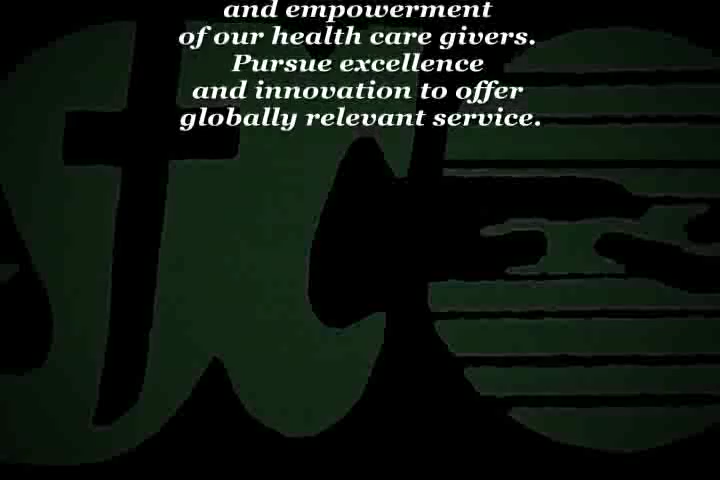 and empowerment
of our health care givers.
Pursue excellence
and innovation to offer
globally relevant service.